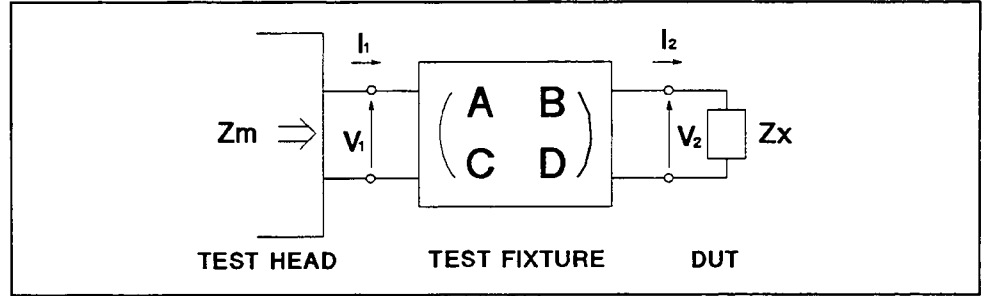 I₁ I₂
A B
Zm V₁ V₂ Zx
C D
TEST HEAD TEST FIXTURE DUT